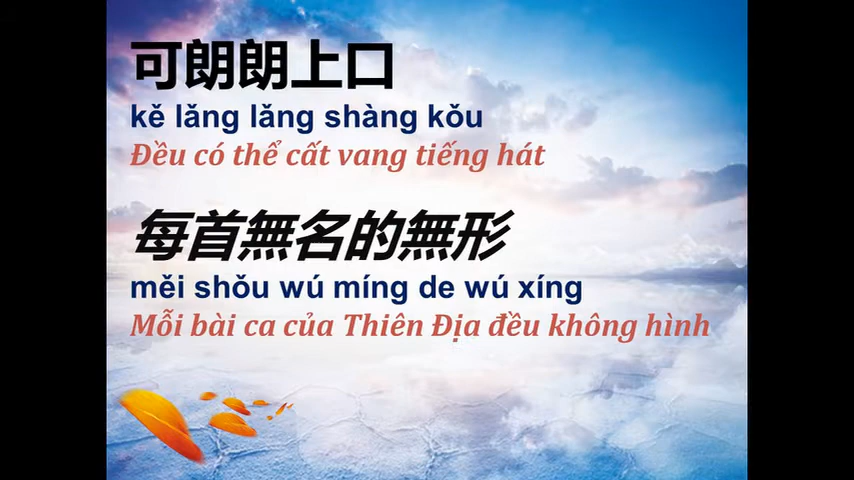 可朗朗上口
kě lǎng lǎng shàng kǒu
Đều có thể cất vang tiếng hát
每首無名的無形
měi shǒu wú míng de wú xíng
Mỗi bài ca của Thiên Địa đều không hình